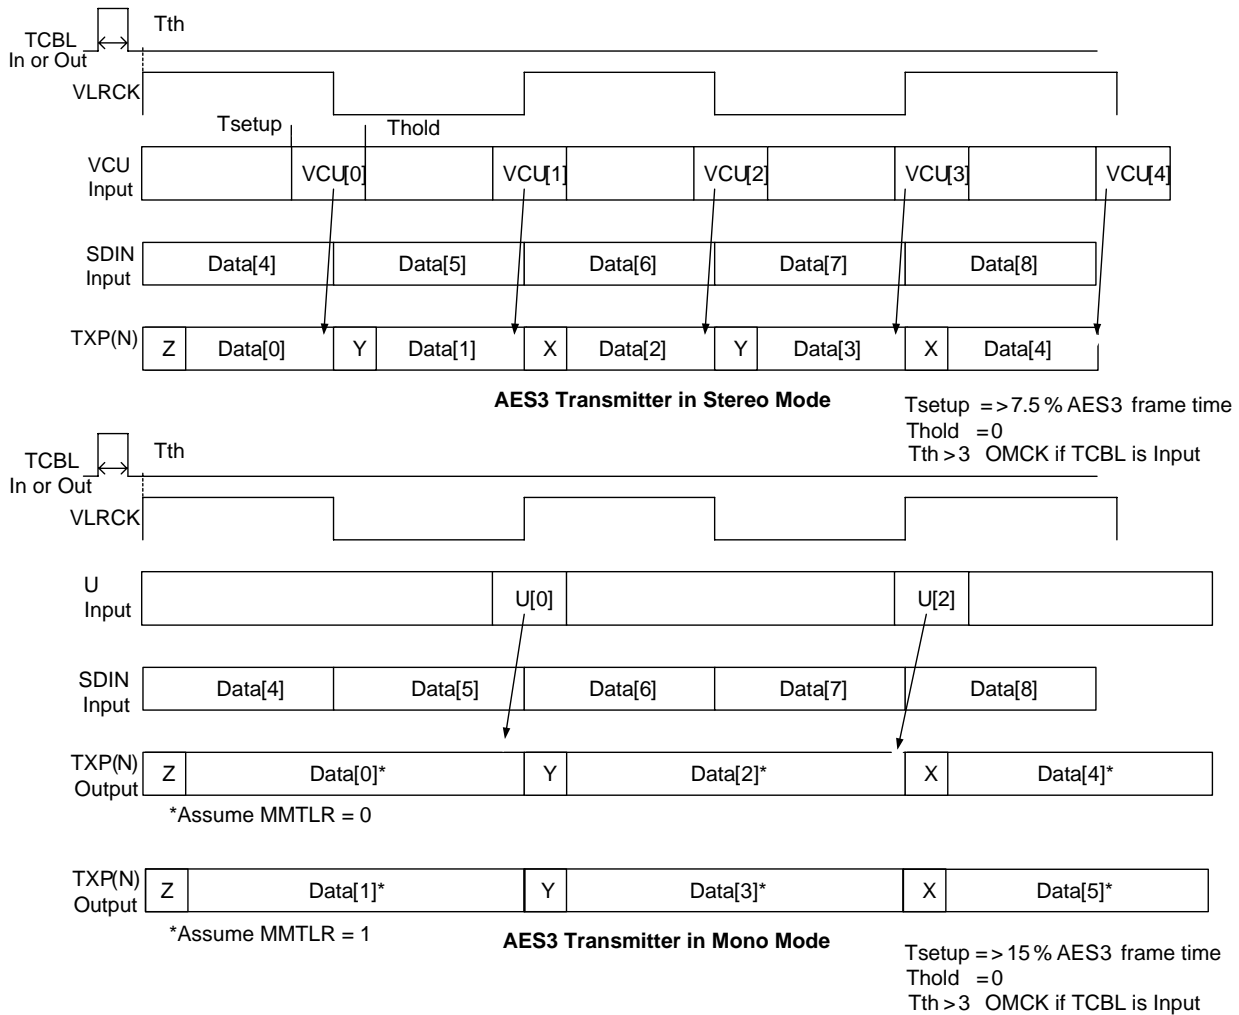 Tth
TCBL
In or Out
VLRCK
Tsetup Thold
VCU
Input
VCU[0] VCU[1] VCU[2] VCU[3] VCU[4]
SDIN
Input
Data[4] Data[5] Data[6] Data[7] Data[8]
TXP(N)
Z Data[0] Y Data[1] X Data[2] Y Data[3] X Data[4]
AES3 Transmitter in Stereo Mode
Tsetup =>7.5% AES3 frame time
Thold =0
Tth>3 OMCK if TCBL is Input
Tth
TCBL
In or Out
VLRCK
U
Input
U[0] U[2]
SDIN
Input
Data[4] Data[5] Data[6] Data[7] Data[8]
TXP(N)
Output
Z Data[0]* Y Data[2]* X Data[4]*
*Assume MMTLR = 0
TXP(N)
Output
Z Data[1]* Y Data[3]* X Data[5]*
*Assume MMTLR = 1
AES3 Transmitter in Mono Mode
Tsetup =>15% AES3 frame time
Thold =0
Tth>3 OMCK if TCBL is Input